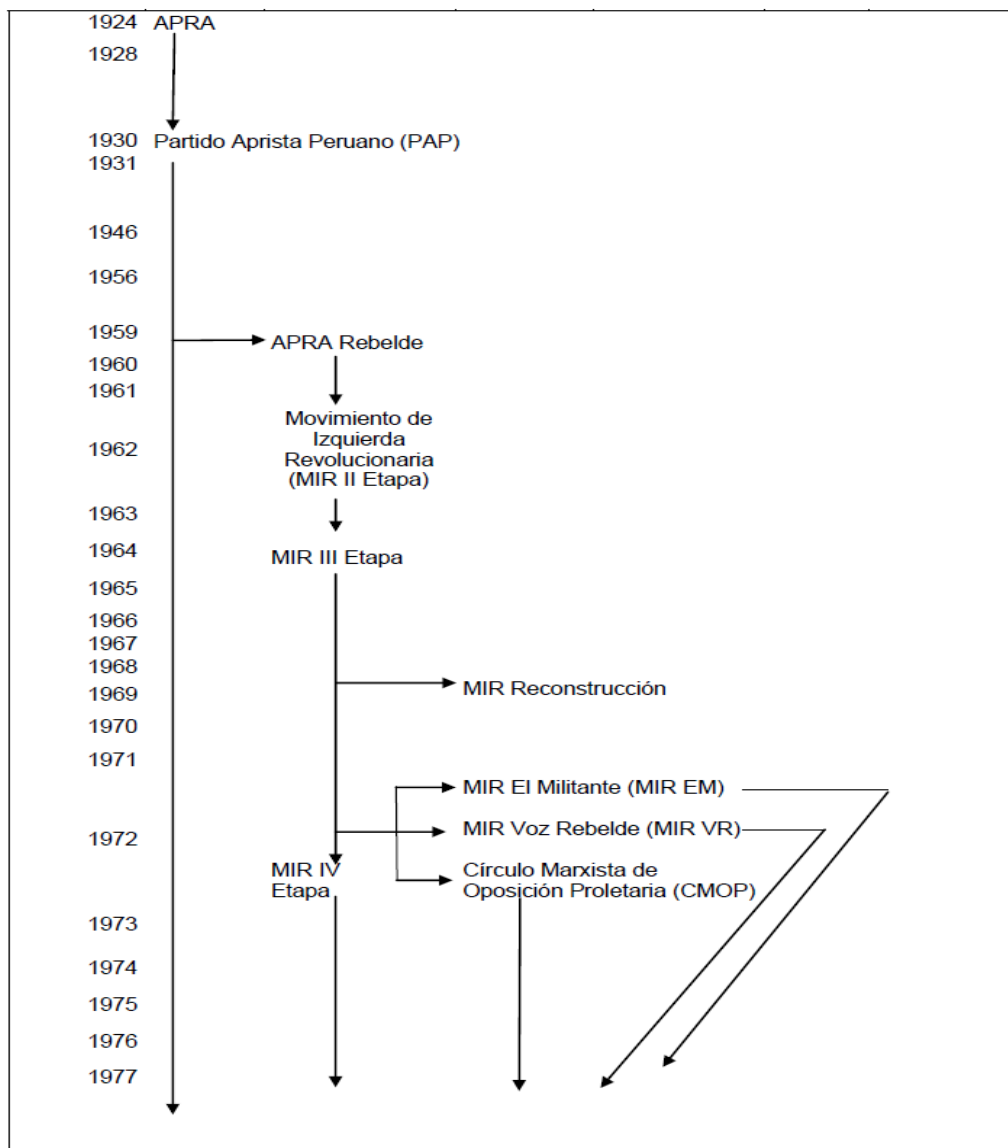 1924 APRA
1928
1930 Partido Aprista Peruano (PAP)
1931
1946
1956
1959
APRA Rebelde
1960
1961
Movimiento de
Izquierda
1962
Revolucionaria
(MIR II Etapa)
1963
1964
MIR III Etapa
1965
1966
1967
1968
MIR Reconstrucción
1969
1970
1971
MIR El Militante (MIR EM)
MIR Voz Rebelde (MIR VR)
1972
MIR IV
Etapa
Círculo Marxista de
Oposición Proletaria (CMOP)
1973
1974
1975
1976
1977